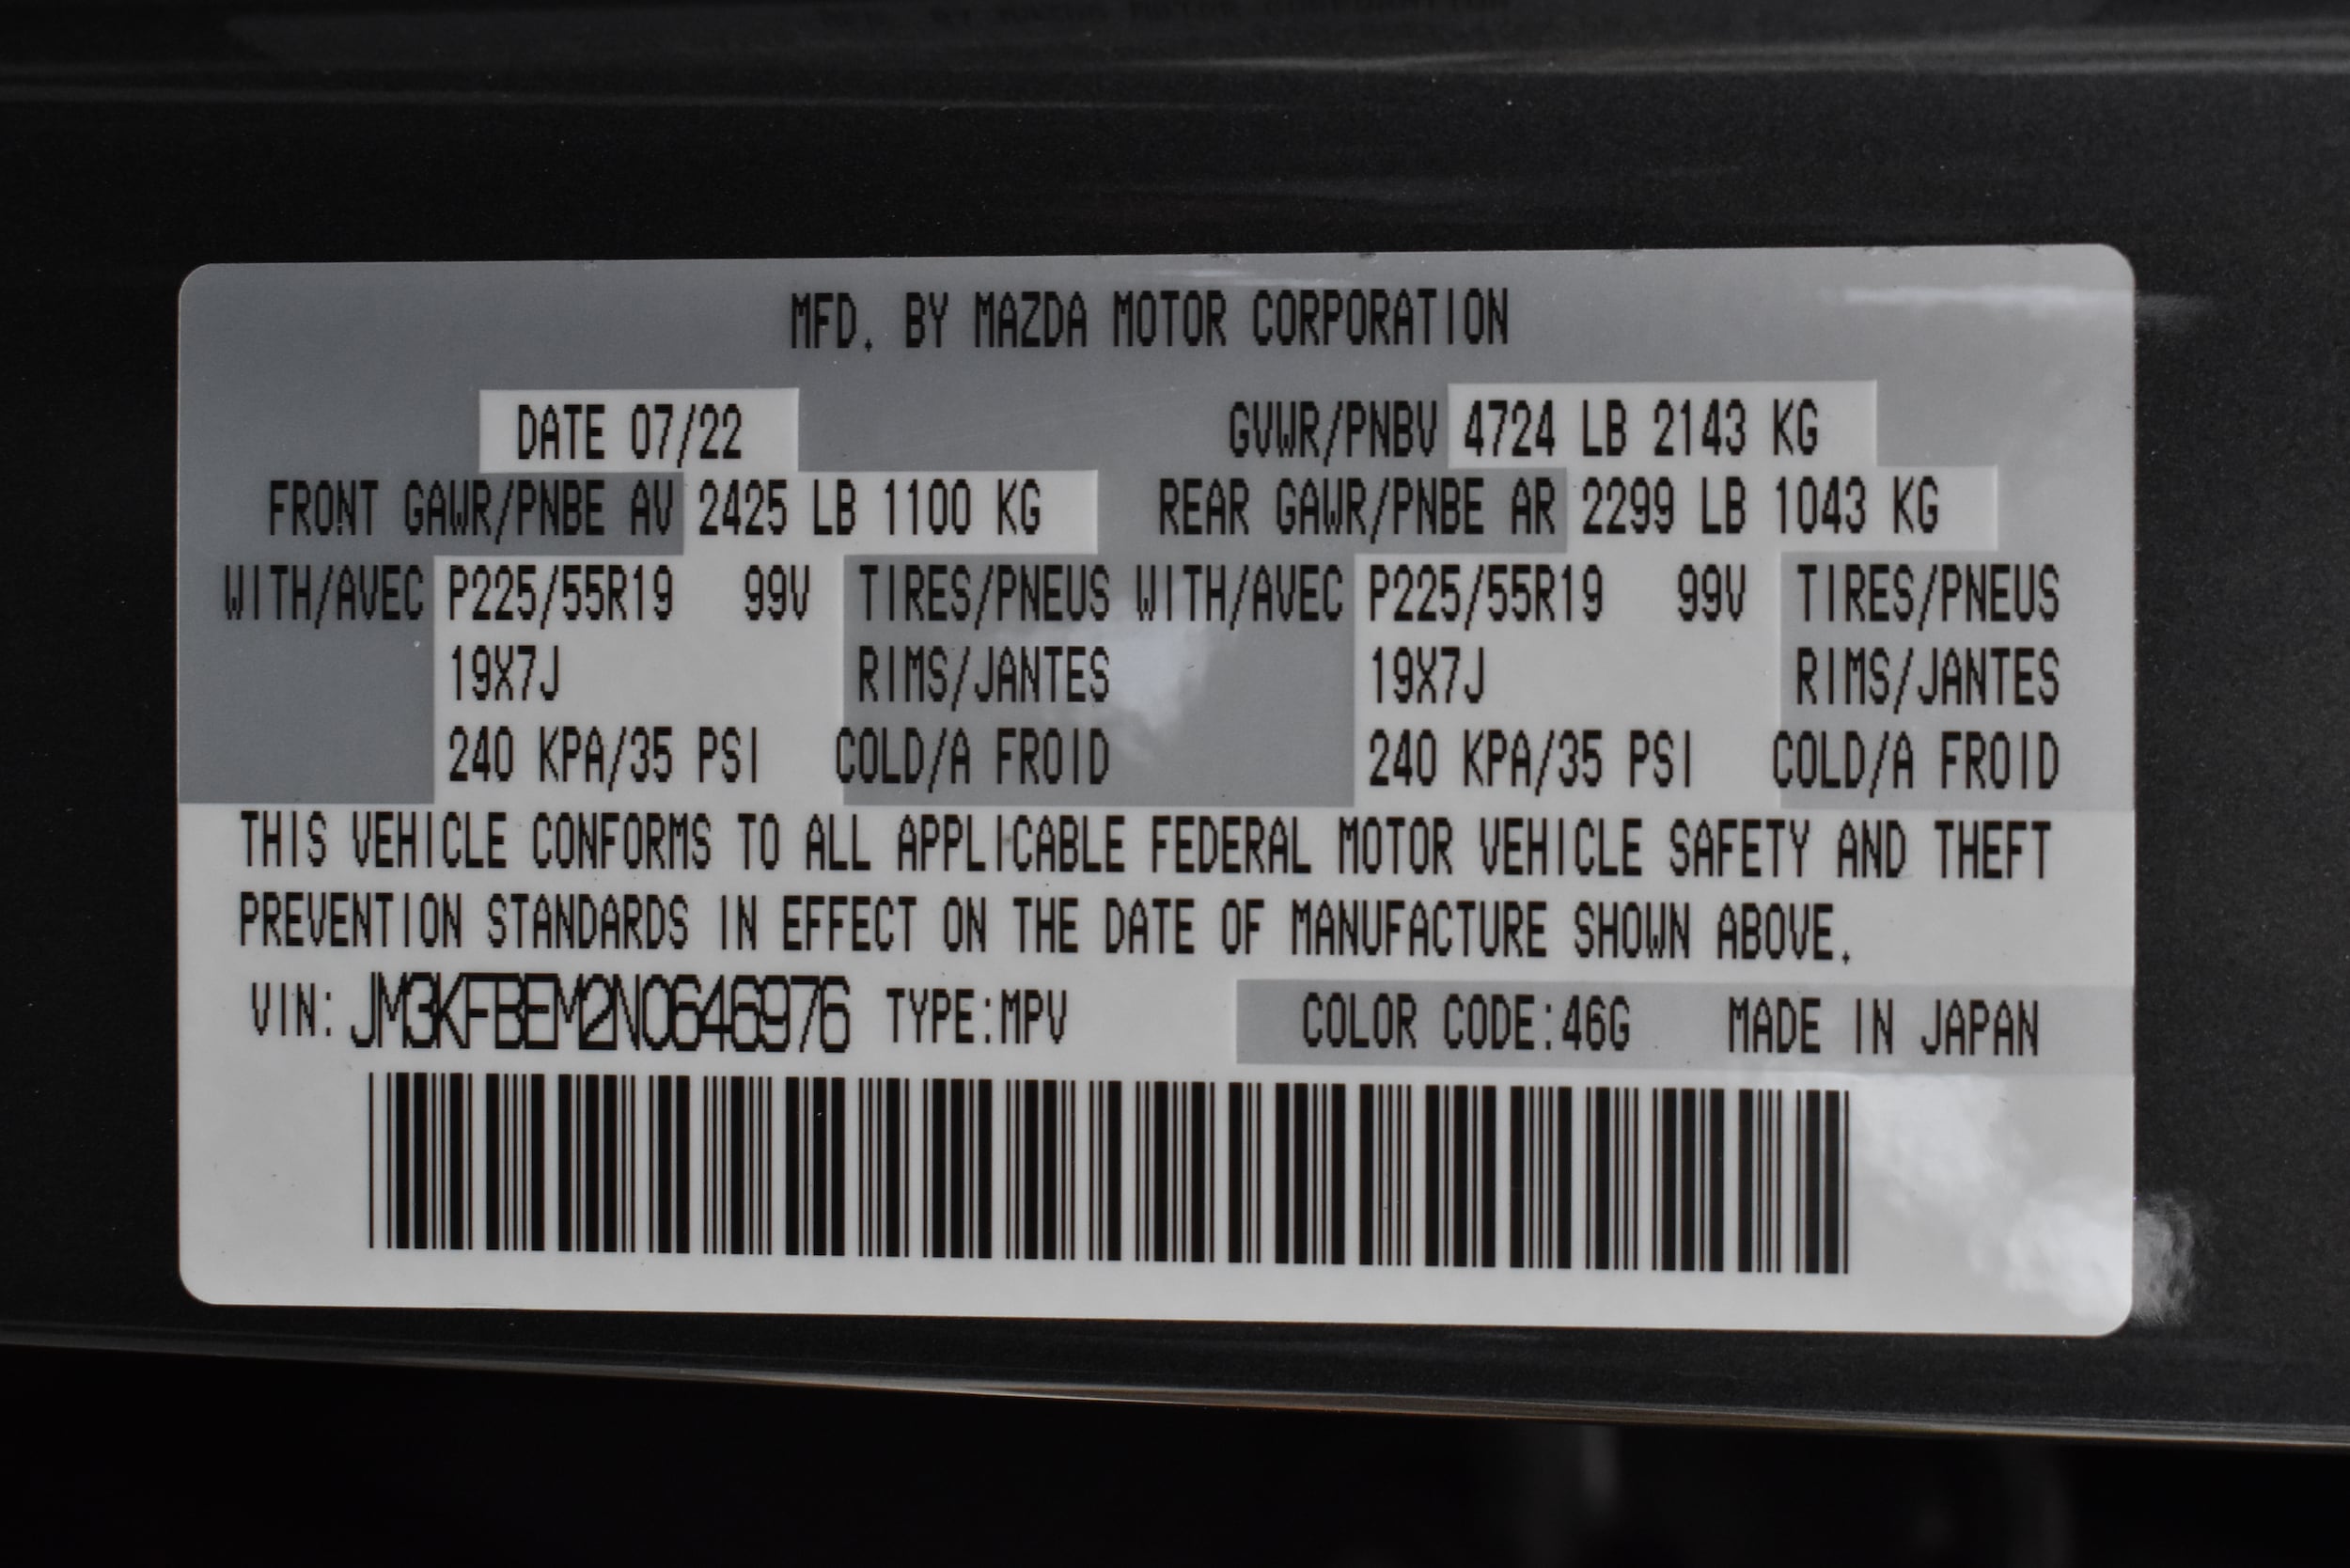 MFD. BY MAZDA MOTOR CORPORATION
DATE 07/22 GVWR/PNBV 4724 LB 2143 KG
FRONT GAWR/PNBE AV 2425 LB 1100 KG REAR GAWR/PNBE AR 2299 LB 1043 KG
WITH/AVEC P225/55R19 99V TIRES/PNEUS WITH/AVEC P225/55R19 99V TIRES/PNEUS
19X7J RIMS/JANTES 19X7J RIMS/JANTES
240 KPA/35 PSI COLD/A FROID 240 KPA/35 PSI COLD/A FROID
THIS VEHICLE CONFORMS TO ALL APPLICABLE FEDERAL MOTOR VEHICLE SAFETY AND THEFT
PREVENTION STANDARDS IN EFFECT ON THE DATE OF MANUFACTURE SHOWN ABOVE.
VIN: JM3KFBEM2N0646976 TYPE:MPV COLOR CODE:46G MADE IN JAPAN